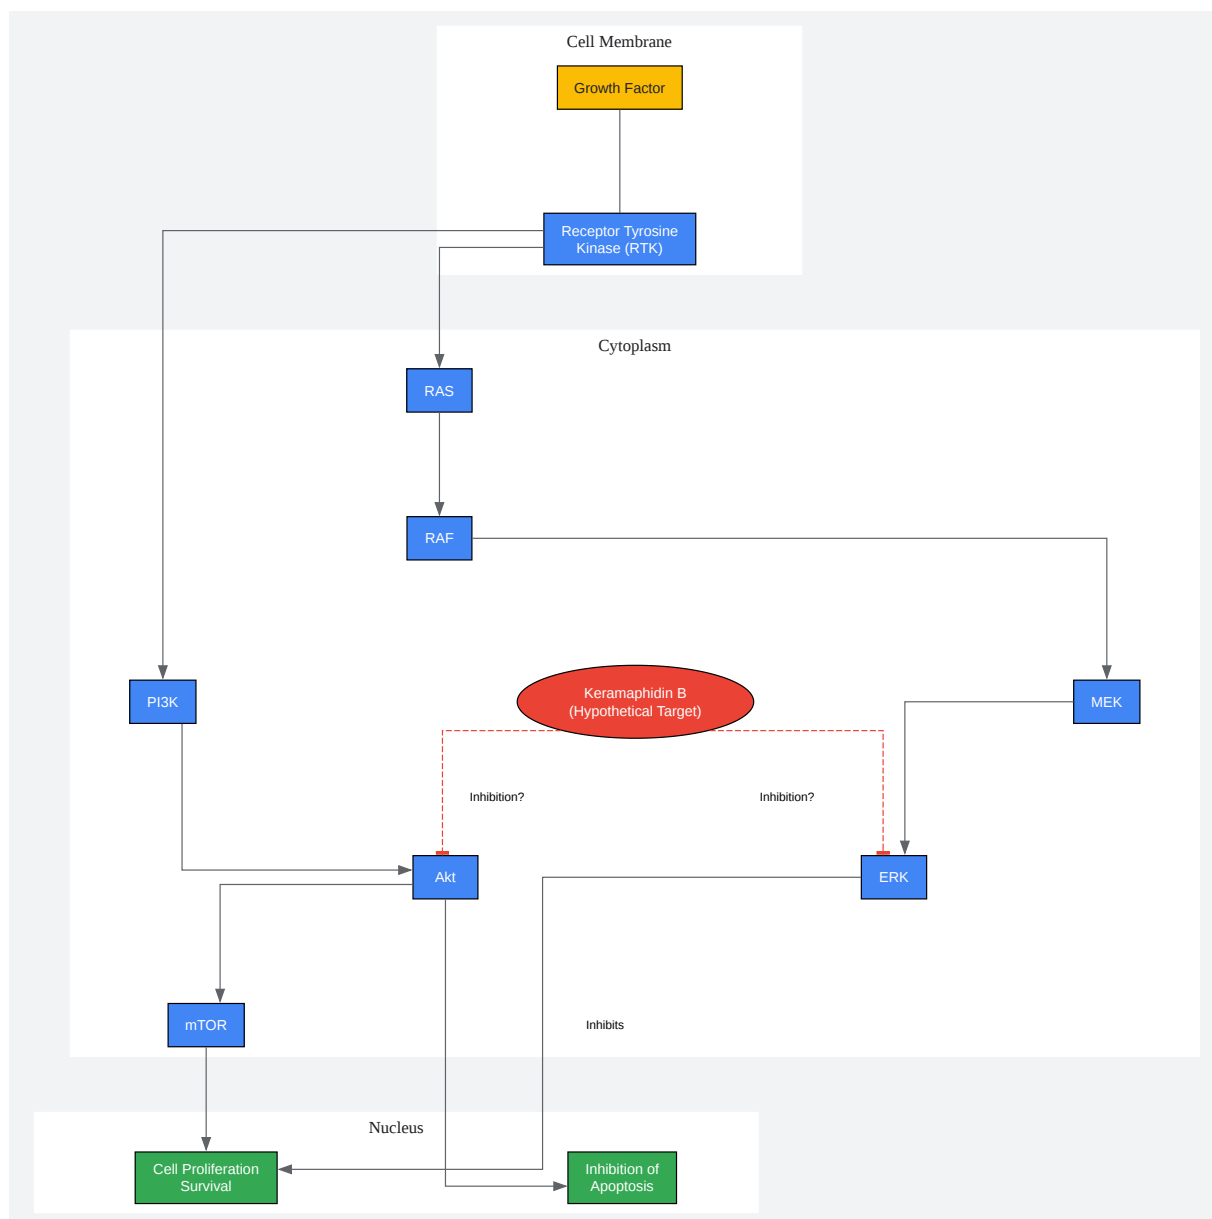 Cell Membrane
Growth Factor
Receptor Tyrosine
Kinase (RTK)
Cytoplasm
RAS
RAF
PI3K
Keramaphidin B
(Hypothetical Target)
MEK
Inhibition?
Inhibition?
Akt
ERK
mTOR
Inhibits
Nucleus
Cell Proliferation
Survival
Inhibition of
Apoptosis